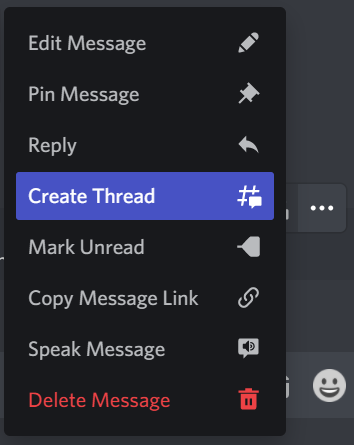 Edit Message
Pin Message
Reply
Create Thread
Mark Unread
Copy Message Link
Speak Message
Delete Message